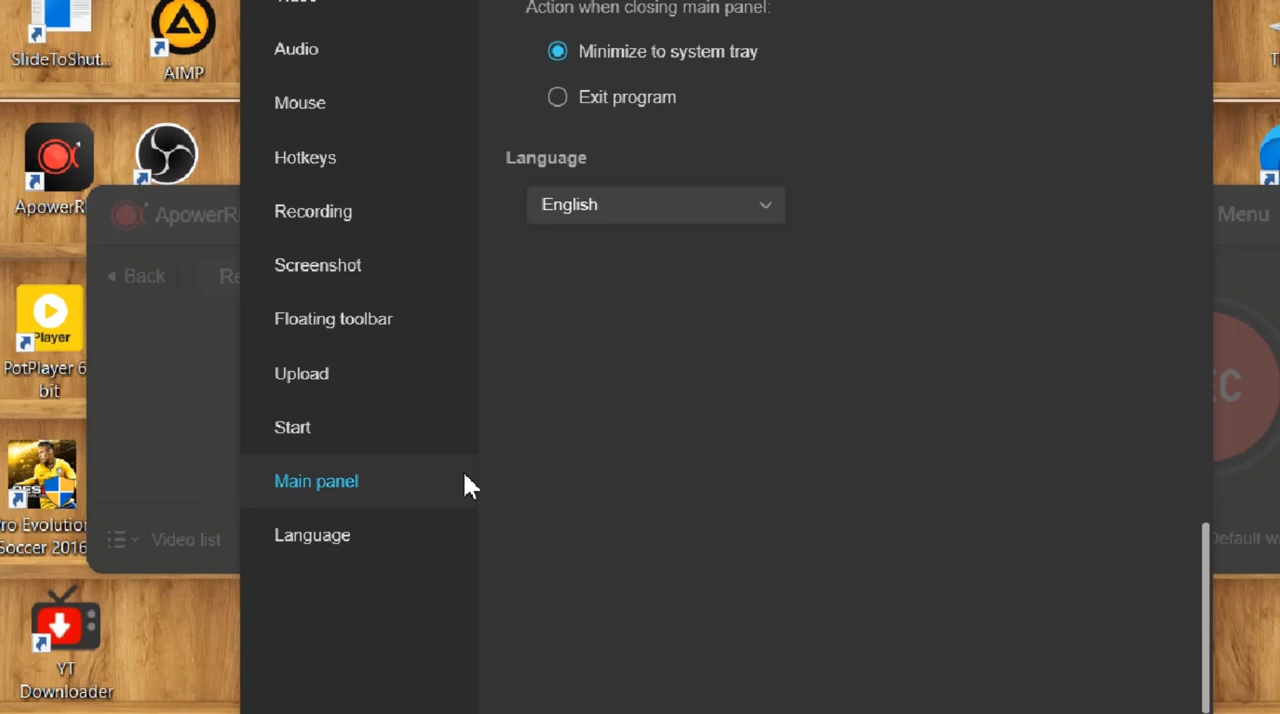 Action when closing main panel:
SlideToShut...
Audio
Minimize to system tray
AIMP
Mouse
Exit program
Hotkeys
Language
English
ApowerR
Recording
ApowerR
Menu
Screenshot
Back
Re
Floating toolbar
Player
PotPlayer 6
bit
Upload
EC
Start
Main panel
Pro Evolution
Soccer 2016
Language
Video list
Default w
YT
Downloader